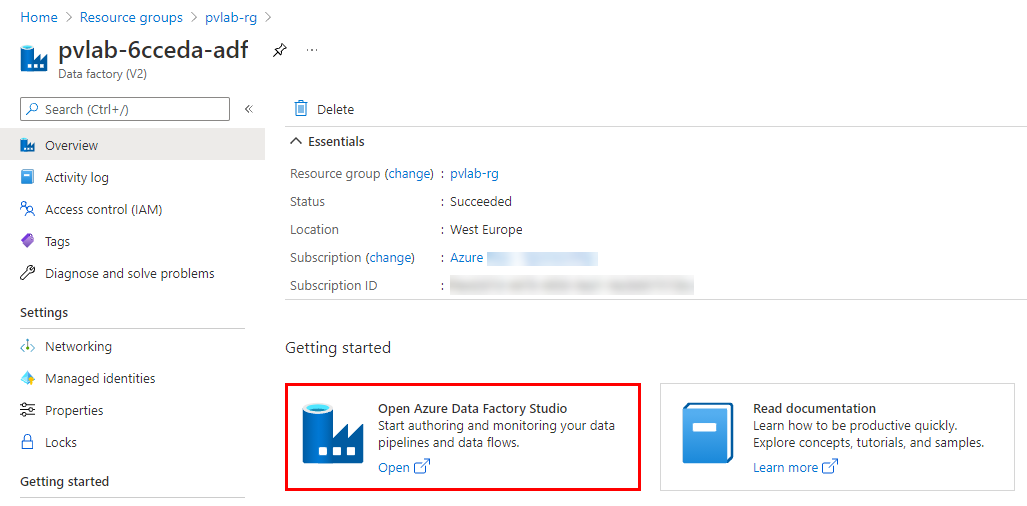 Home > Resource groups > pvlab-rg >
pvlab-6cceda-adf ...
Data factory (V2)
Search (Ctrl+/) «
Delete
Overview
Activity log
Access control (IAM)
Tags
Diagnose and solve problems
Settings
Networking
Managed identities
Properties
Locks
Getting started
Essentials
Resource group (change) : pvlab-rg
Status : Succeeded
Location : West Europe
Subscription (change) : Azure
Subscription ID :
Getting started
Open Azure Data Factory Studio
Start authoring and monitoring your data
pipelines and data flows.
Open
Read documentation
Learn how to be productive quickly.
Explore concepts, tutorials, and samples.
Learn more